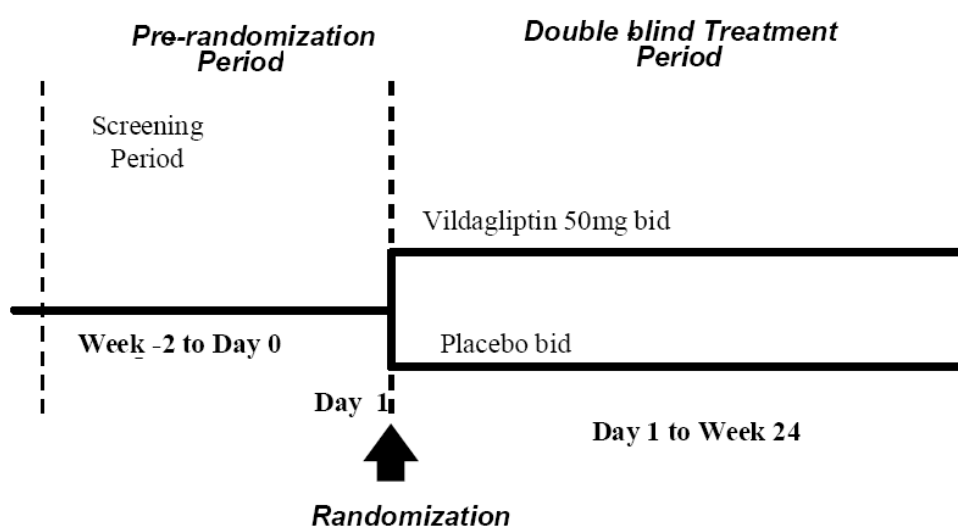 Pre-randomization
Period
Double blind Treatment
Period
Screening
Period
Vildagliptin 50mg bid
Week -2 to Day 0
Placebo bid
Day 1
Day 1 to Week 24
Randomization